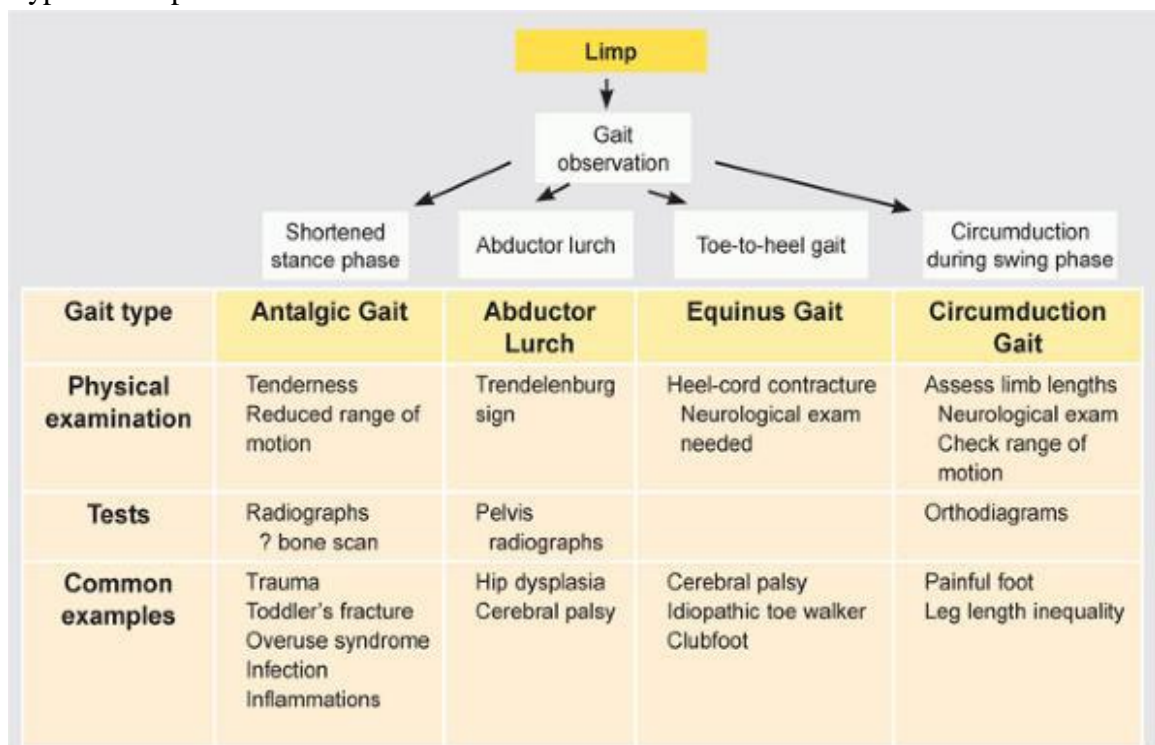 Limp
Gait
observation
Shortened
stance phase
Abductor lurch
Toe-to-heel gait
Circumduction
during swing phase
Gait type
Antalgic Gait
Abductor
Lurch
Equinus Gait
Circumduction
Gait
Physical
examination
Tenderness
Reduced range of
motion
Trendelenburg
sign
Heel-cord contracture
Neurological exam
needed
Assess limb lengths
Neurological exam
Check range of
motion
Tests
Radiographs
? bone scan
Pelvis
radiographs
Orthodiagrams
Common
examples
Trauma
Toddler's fracture
Overuse syndrome
Infection
Inflammations
Hip dysplasia
Cerebral palsy
Cerebral palsy
Idiopathic toe walker
Clubfoot
Painful foot
Leg length inequality